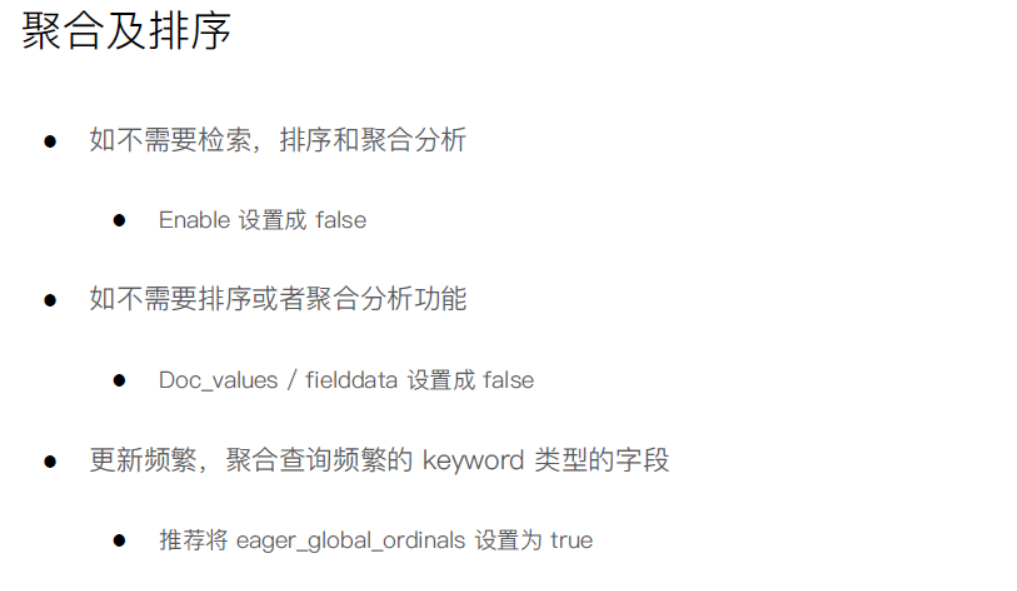 聚合及排序
如不需要检索，排序和聚合分析
Enable 设置成 false
如不需要排序或者聚合分析功能
Doc_values / fielddata 设置成 false
更新频繁，聚合查询频繁的 keyword 类型的字段
推荐将 eager_global_ordinals 设置为 true